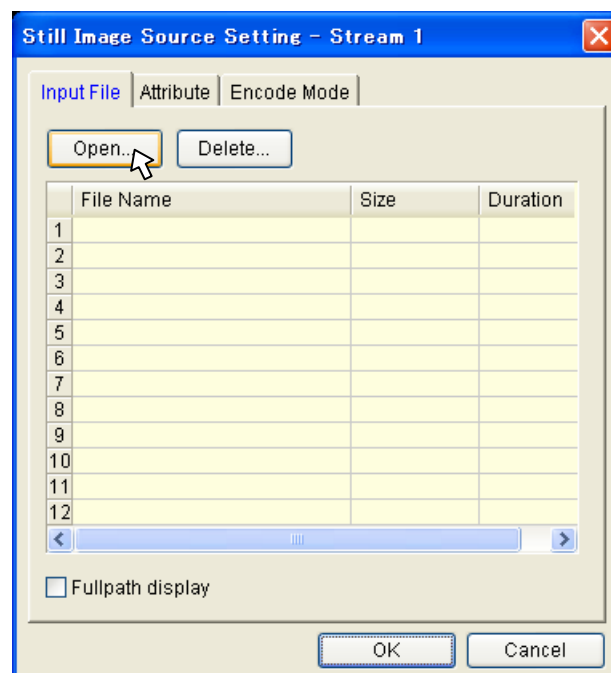 Still Image Source Setting - Stream 1
Input File Attribute Encode Mode
Open... Delete...
File Name Size Duration
1
2
3
4
5
6
7
8
9
10
11
12
Fullpath display
OK Cancel